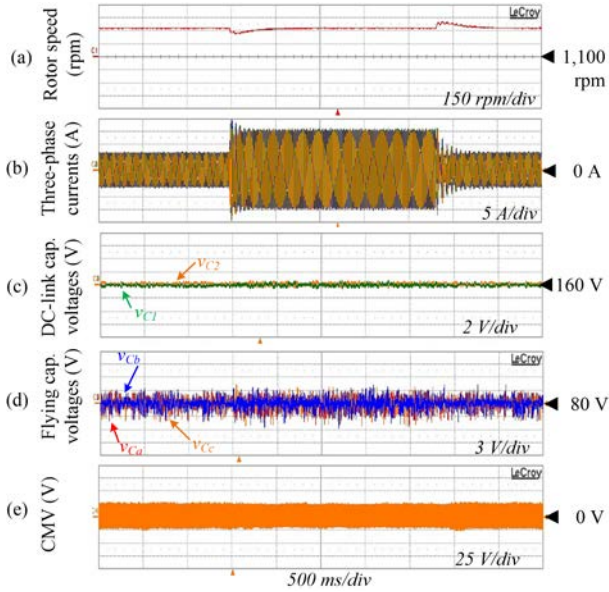 LeCroy
(a)
Rotor speed
(rpm)
1,100
rpm
150 rpm/div
(b)
Three-phase
currents (A)
0 A
5 A/div
(c)
DC-link cap.
voltages (V)
vC2
vC1
160 V
2 V/div
LeCroy
(d)
Flying cap.
voltages (V)
vCb
vCa
vCc
80 V
3 V/div
LeCroy
(e)
CMV (V)
0 V
25 V/div
500 ms/div